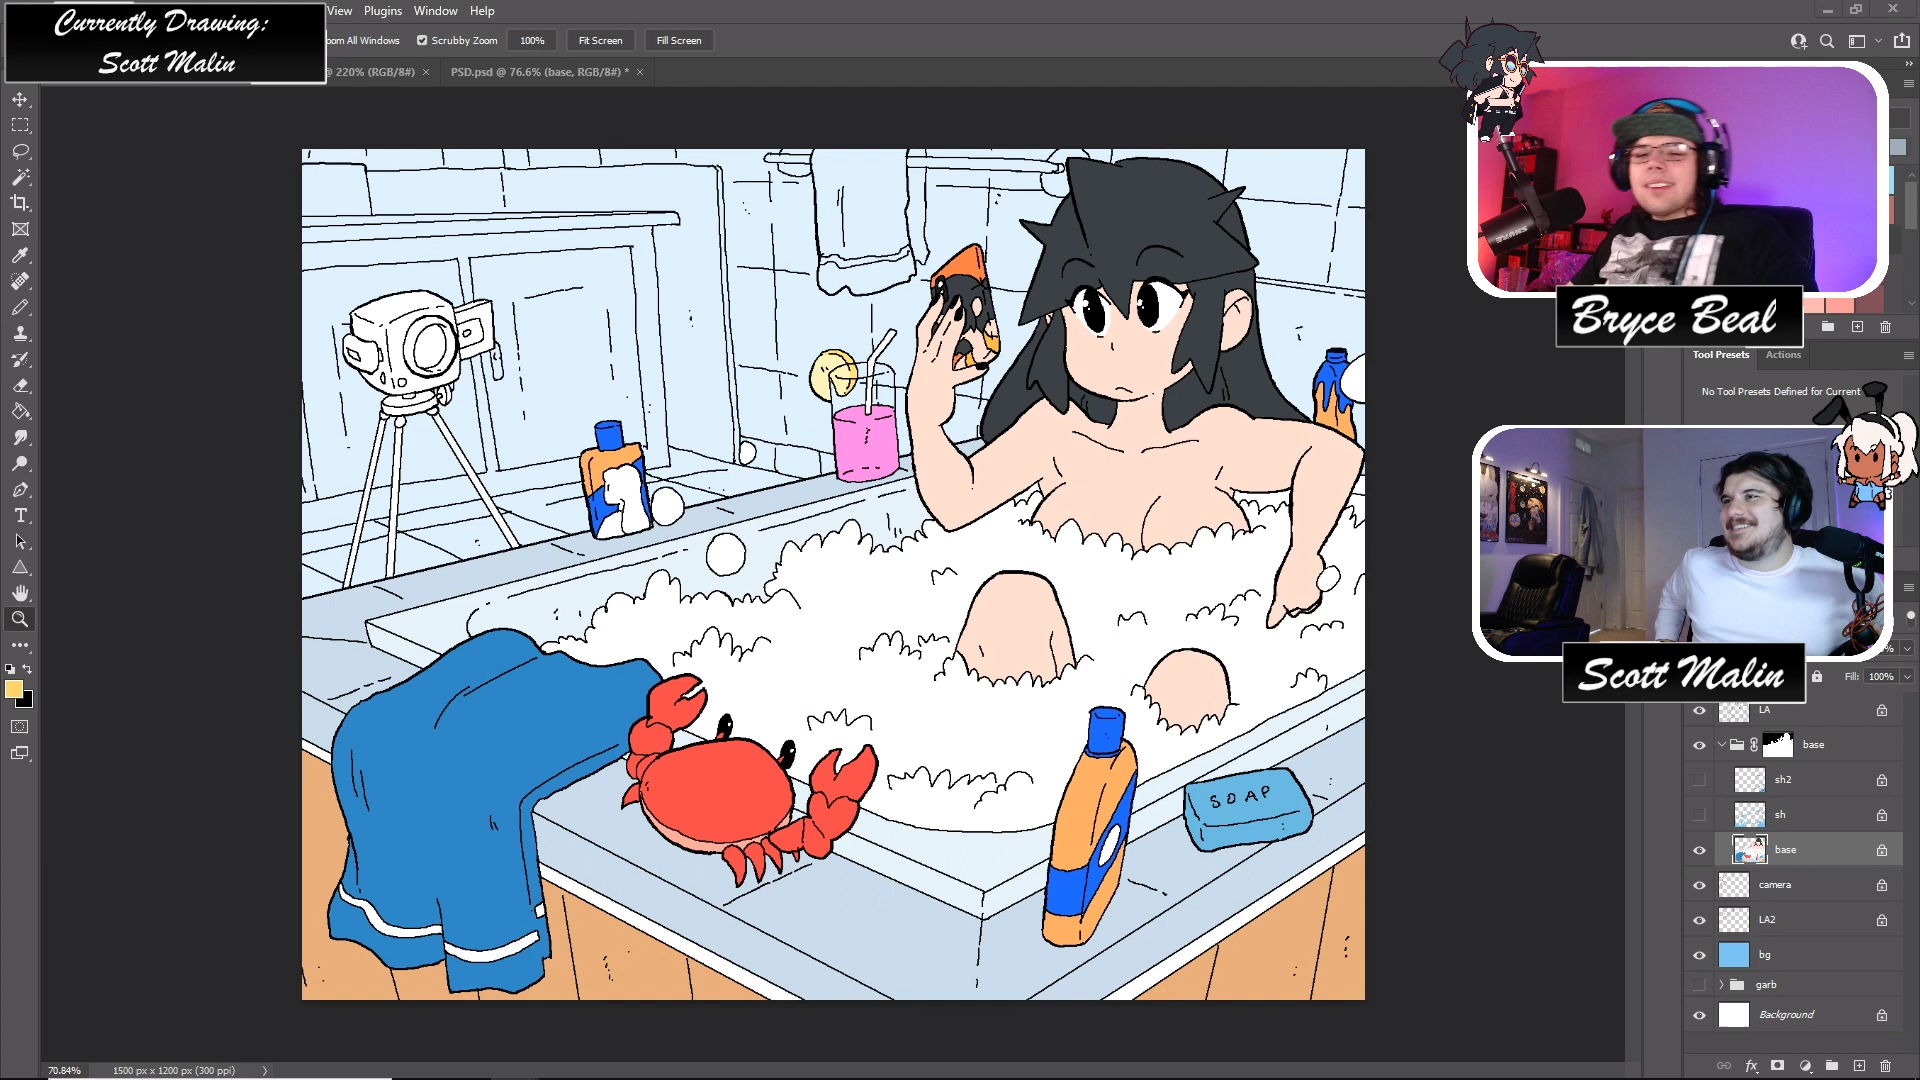 Currently Drawing:
Scott Malin
View Plugins Window Help
Scrubby Zoom 100% Fit Screen Fill Screen
@ 220% (RGB/8#) × PSD.psd @ 76.6% (base, RGB/8#) * ×
SHURE
Bryce Beal
Tool Presets Actions
No Tool Presets Defined for Current
Scott Malin
Fill: 100%
LA
base
sh2
sh
base
camera
LA2
bg
garb
Background
SOAP
70.84% 1500 px x 1200 px (300 ppi)